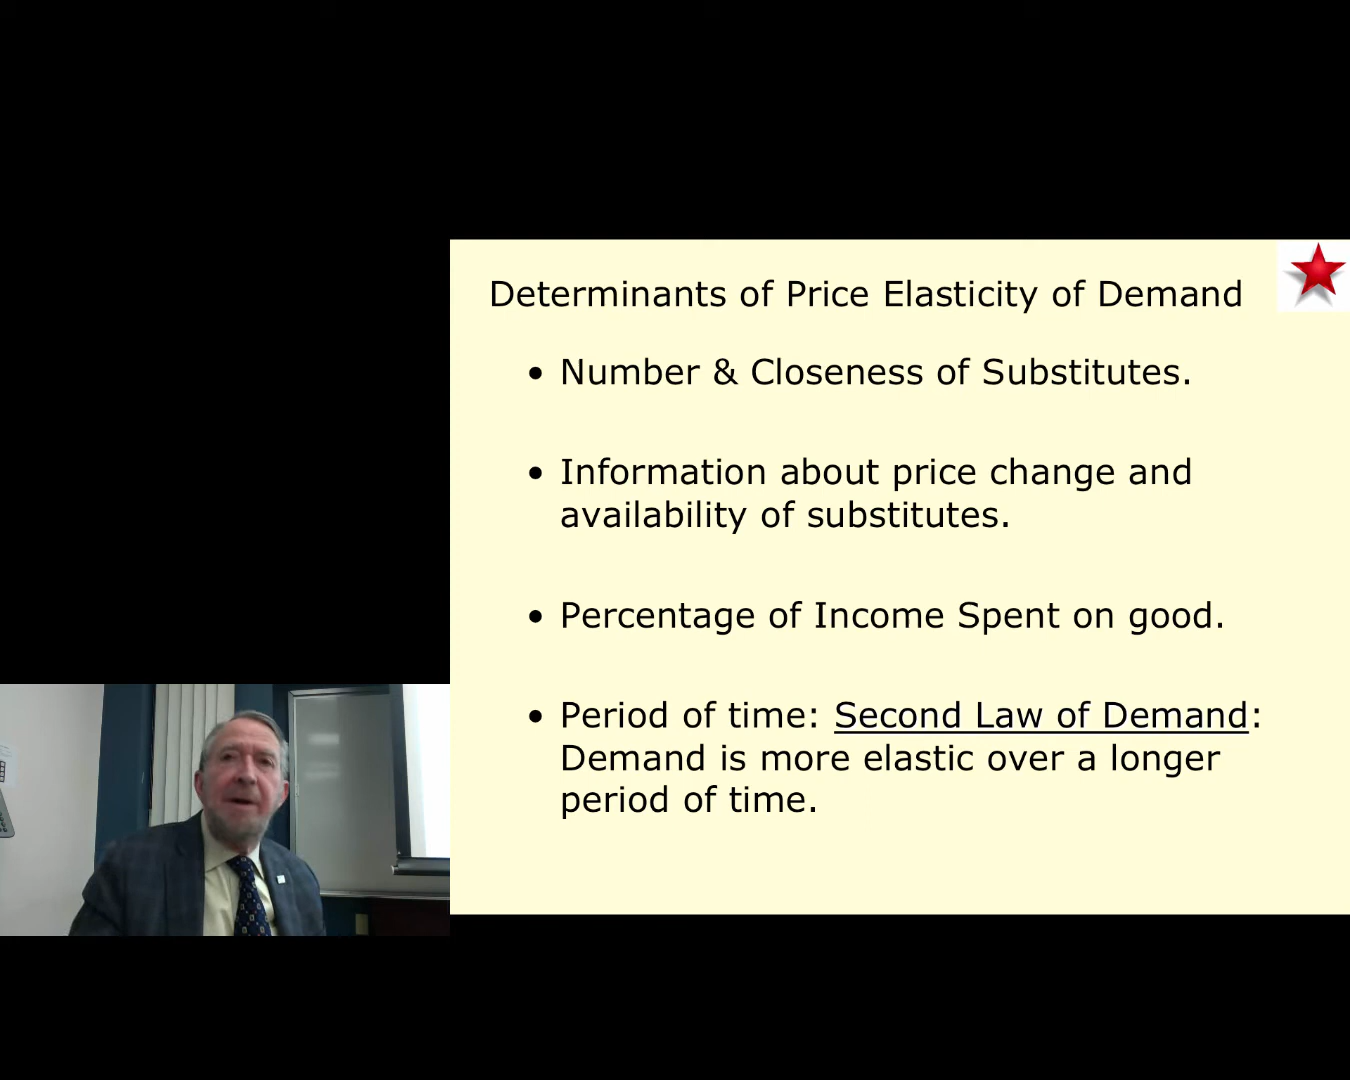 Determinants of Price Elasticity of Demand
• Number & Closeness of Substitutes.
• Information about price change and
availability of substitutes.
• Percentage of Income Spent on good.
• Period of time: Second Law of Demand:
Demand is more elastic over a longer
period of time.